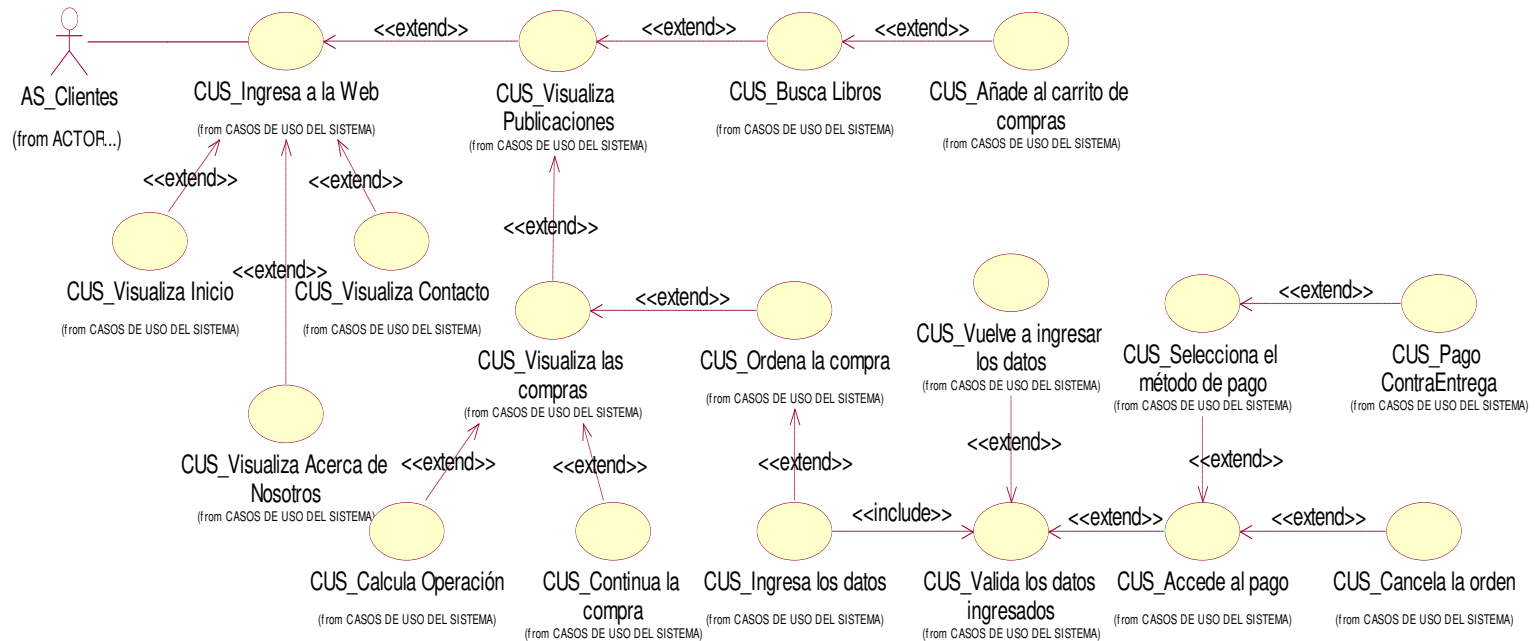 <<extend>>
<<extend>>
<<extend>>
AS_Clientes
(from ACTOR...)
CUS_Ingresa a la Web
(from CASOS DE USO DEL SISTEMA)
CUS_Visualiza
Publicaciones
(from CASOS DE USO DEL SISTEMA)
CUS_Busca Libros
(from CASOS DE USO DEL SISTEMA)
CUS_Añade al carrito de
compras
(from CASOS DE USO DEL SISTEMA)
<<extend>>
<<extend>>
<<extend>>
<<extend>>
CUS_Visualiza Inicio
(from CASOS DE USO DEL SISTEMA)
CUS_Visualiza Contacto
(from CASOS DE USO DEL SISTEMA)
<<extend>>
<<extend>>
<<extend>>
CUS_Visualiza las
compras
(from CASOS DE USO DEL SISTEMA)
CUS_Ordena la compra
(from CASOS DE USO DEL SISTEMA)
CUS_Vuelve a ingresar
los datos
(from CASOS DE USO DEL SISTEMA)
CUS_Selecciona el
método de pago
(from CASOS DE USO DEL SISTEMA)
CUS_Pago
ContraEntrega
(from CASOS DE USO DEL SISTEMA)
CUS_Visualiza Acerca de
Nosotros
(from CASOS DE USO DEL SISTEMA)
<<extend>>
<<extend>>
<<extend>>
<<extend>>
<<extend>>
<<include>>
<<extend>>
<<extend>>
CUS_Calcula Operación
(from CASOS DE USO DEL SISTEMA)
CUS_Continua la
compra
(from CASOS DE USO DEL SISTEMA)
CUS_Ingresa los datos
(from CASOS DE USO DEL SISTEMA)
CUS_Valida los datos
ingresados
(from CASOS DE USO DEL SISTEMA)
CUS_Accede al pago
(from CASOS DE USO DEL SISTEMA)
CUS_Cancela la orden
(from CASOS DE USO DEL SISTEMA)